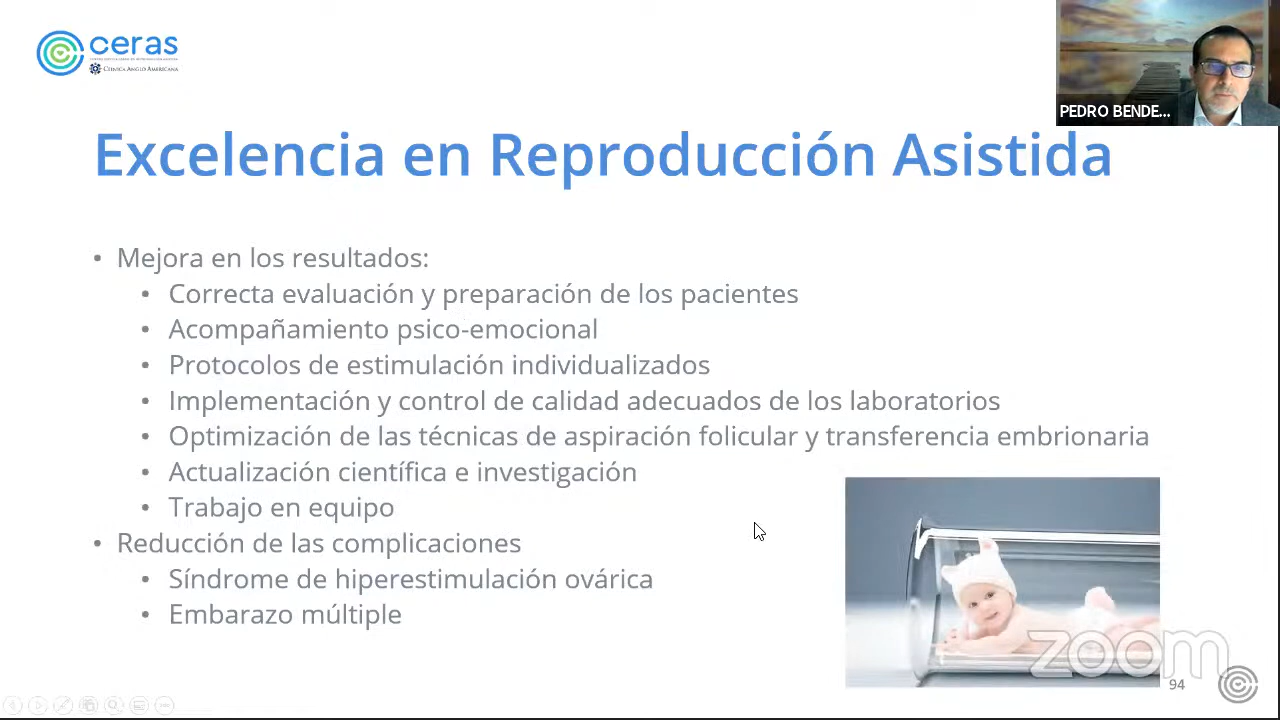 ceras
CLÍNICA ANGLO AMERICANA
PEDRO BENDE...
Excelencia en Reproducción Asistida
• Mejora en los resultados:
• Correcta evaluación y preparación de los pacientes
• Acompañamiento psico-emocional
• Protocolos de estimulación individualizados
• Implementación y control de calidad adecuados de los laboratorios
• Optimización de las técnicas de aspiración folicular y transferencia embrionaria
• Actualización científica e investigación
• Trabajo en equipo
• Reducción de las complicaciones
• Síndrome de hiperestimulación ovárica
• Embarazo múltiple
zoom
94